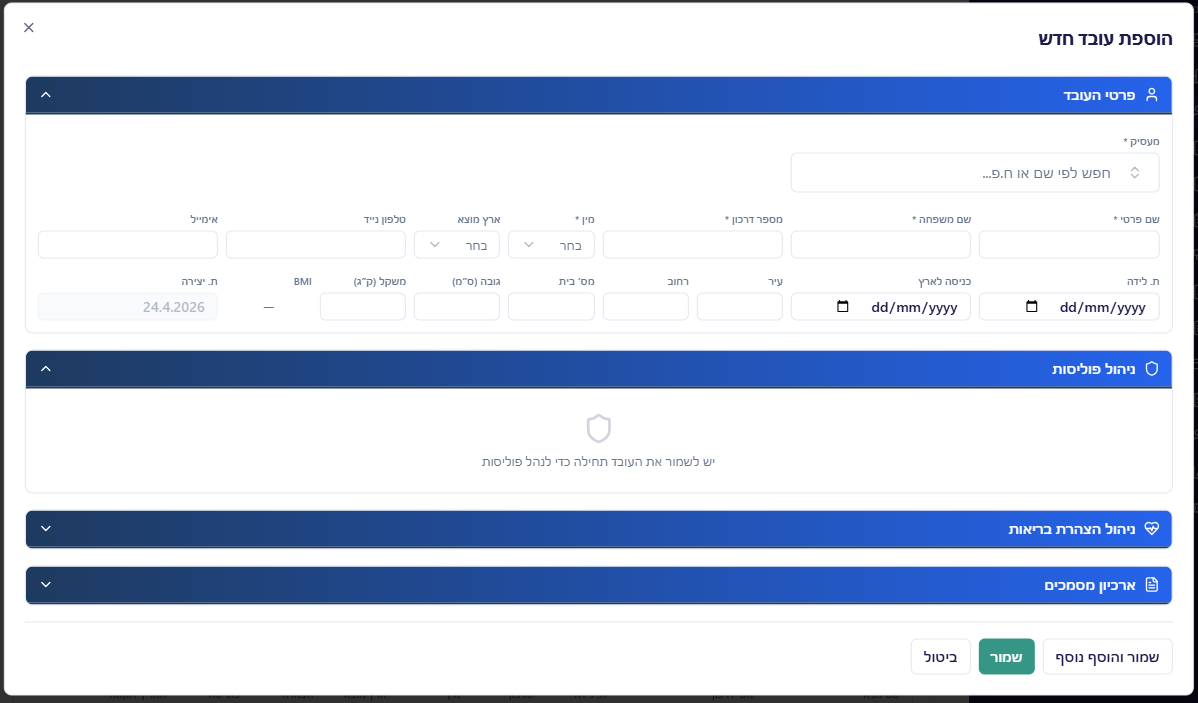 הוספת עובד חדש
פרטי העובד
מעסיק *
חפש לפי שם או ח.פ...
שם פרטי * שם משפחה * מספר דרכון * מין * ארץ מוצא טלפון נייד אימייל
בחר בחר
ת. לידה כניסה לארץ עיר רחוב מס׳ בית גובה (ס״מ) משקל (ק״ג) BMI ת. יצירה
dd/mm/yyyy dd/mm/yyyy — 24.4.2026
ניהול פוליסות
יש לשמור את העובד תחילה כדי לנהל פוליסות
ניהול הצהרת בריאות
ארכיון מסמכים
שמור והוסף נוסף שמור ביטול